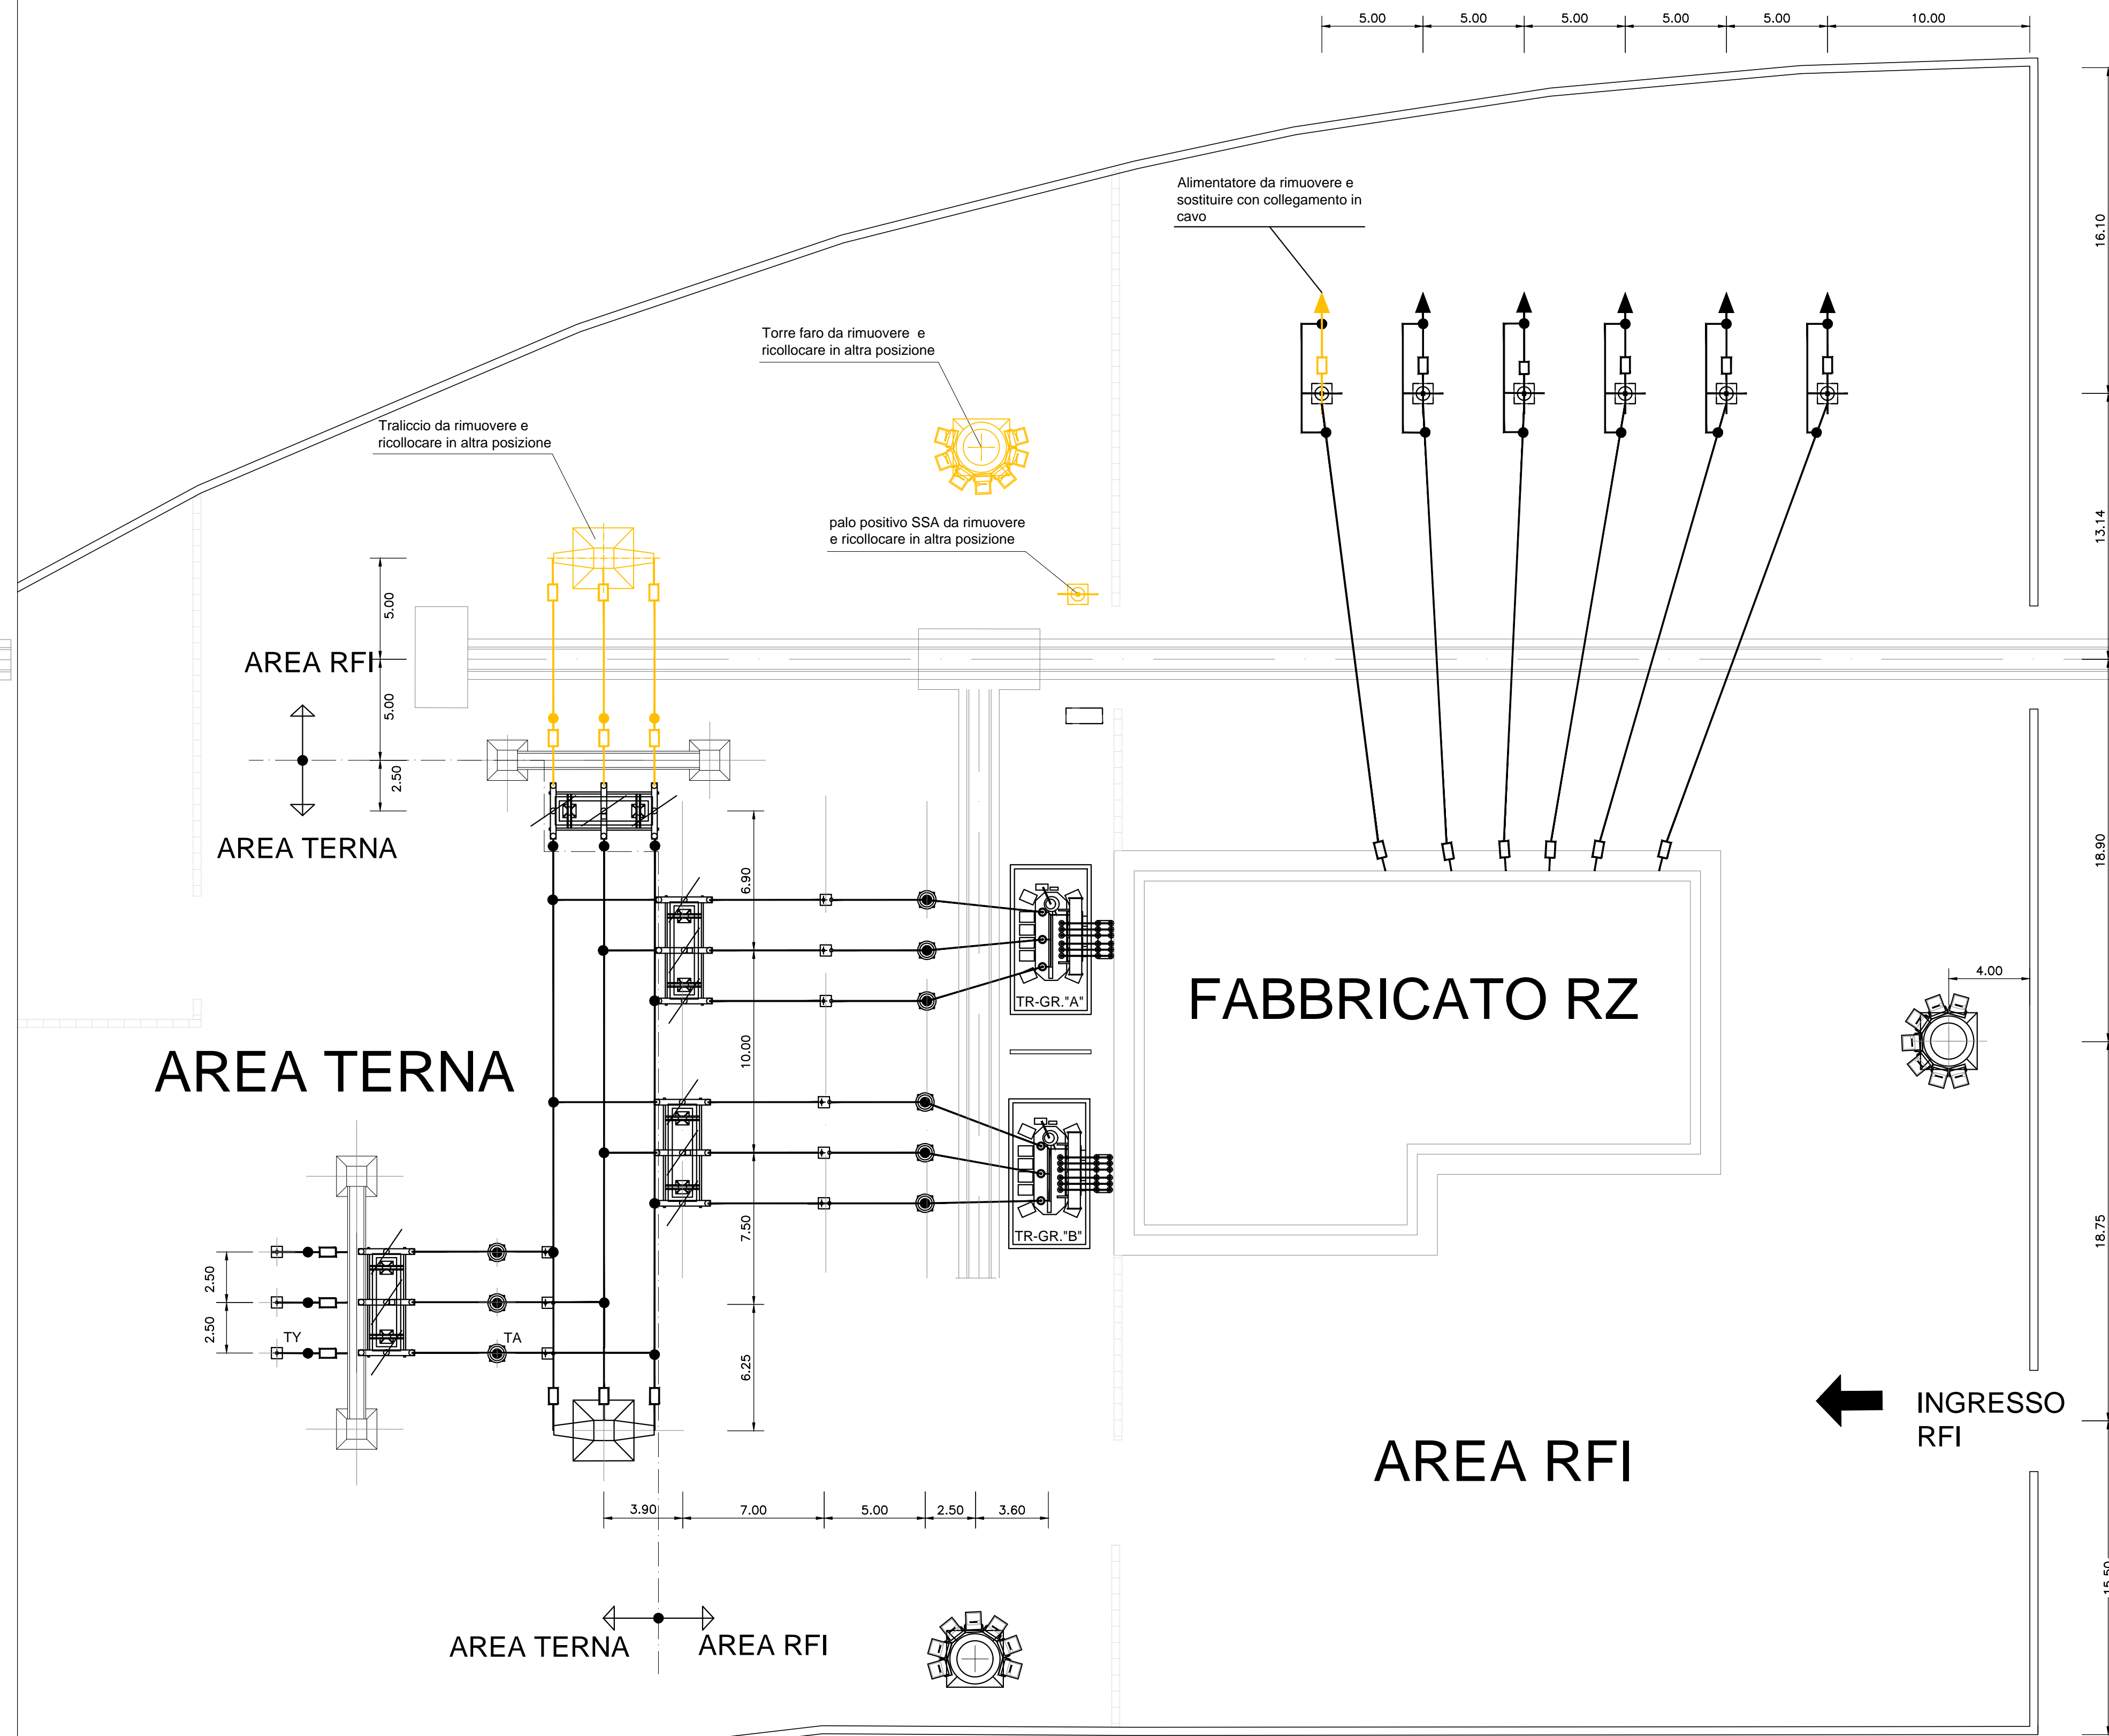 5.00
5.00
5.00
5.00
5.00
10.00
16.10
Alimentatore da rimuovere e
sostituire con collegamento in
cavo
Torre faro da rimuovere e
ricollocare in altra posizione
Traliccio da rimuovere e
ricollocare in altra posizione
palo positivo SSA da rimuovere
e ricollocare in altra posizione
13.14
5.00
AREA RFI
5.00
2.50
AREA TERNA
6.90
18.90
FABBRICATO RZ
4.00
TR-GR."A"
10.00
AREA TERNA
7.50
TR-GR."B"
18.75
2.50
2.50
TY
TA
6.25
INGRESSO
RFI
AREA RFI
3.90
7.00
5.00
2.50
3.60
15.50
AREA TERNA
AREA RFI